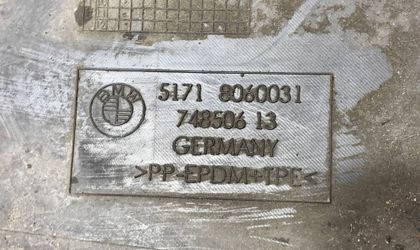 BMW
5171 8060031
748506 13
GERMANY
>PP-EPDM+TPE<